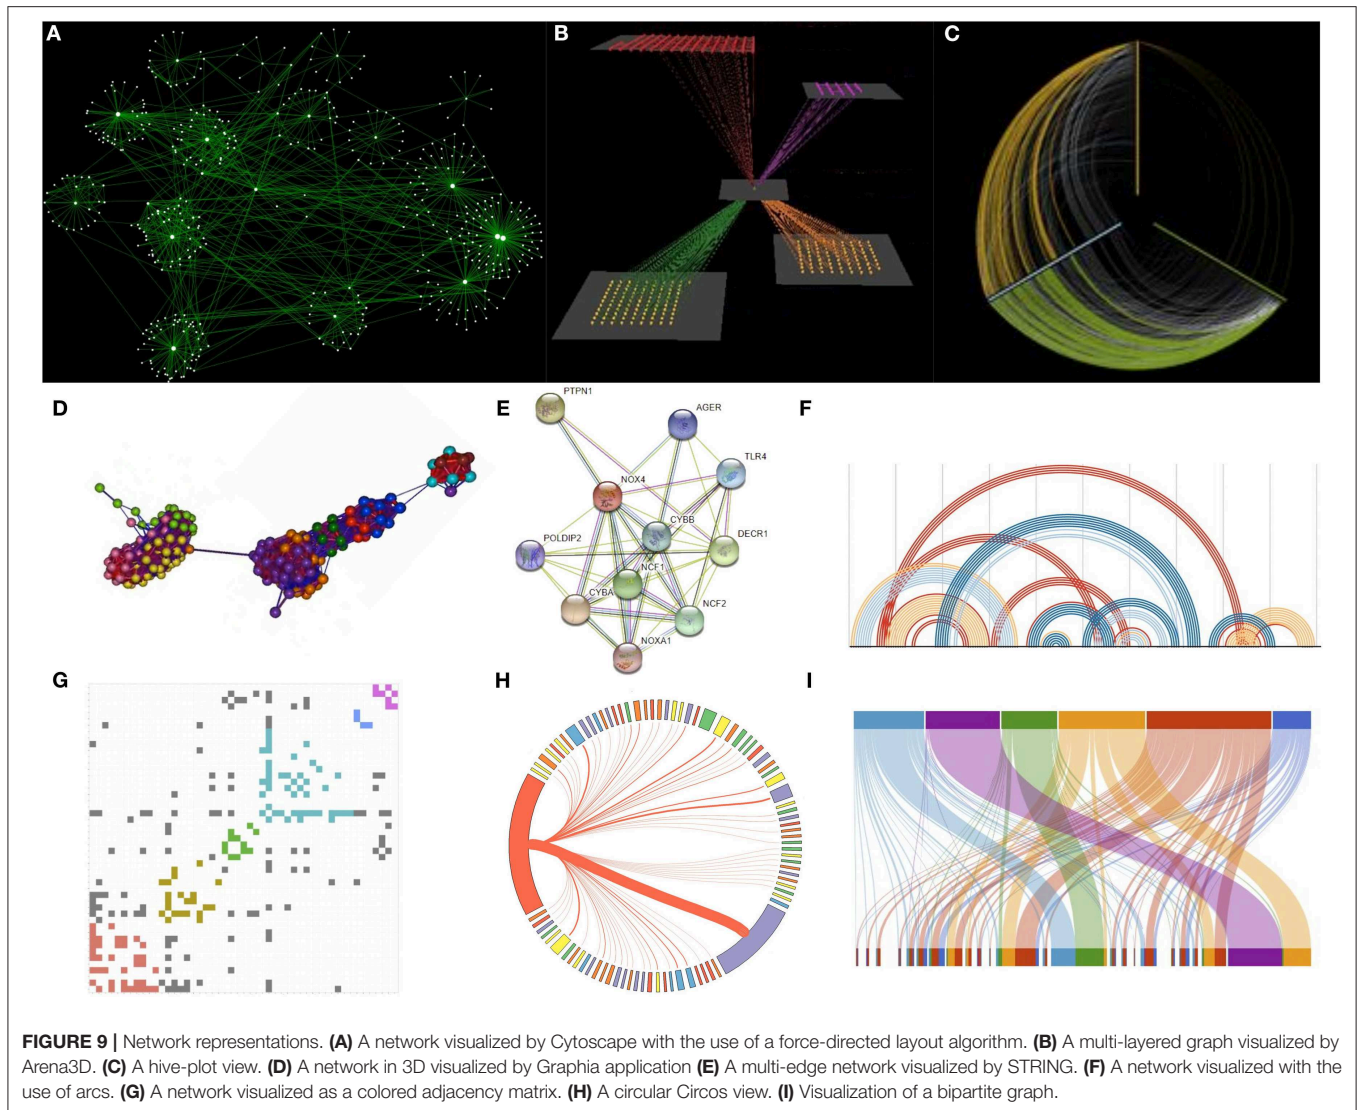 A
B
C
D
E
F
PTPN1
AGER
TLR4
NOX4
CYBB
DECR1
POLDIP2
NCF1
CYBA
NCF2
NOXA1
G
H
I
FIGURE 9 | Network representations. (A) A network visualized by Cytoscape with the use of a force-directed layout algorithm. (B) A multi-layered graph visualized by
Arena3D. (C) A hive-plot view. (D) A network in 3D visualized by Graphia application (E) A multi-edge network visualized by STRING. (F) A network visualized with the
use of arcs. (G) A network visualized as a colored adjacency matrix. (H) A circular Circos view. (I) Visualization of a bipartite graph.